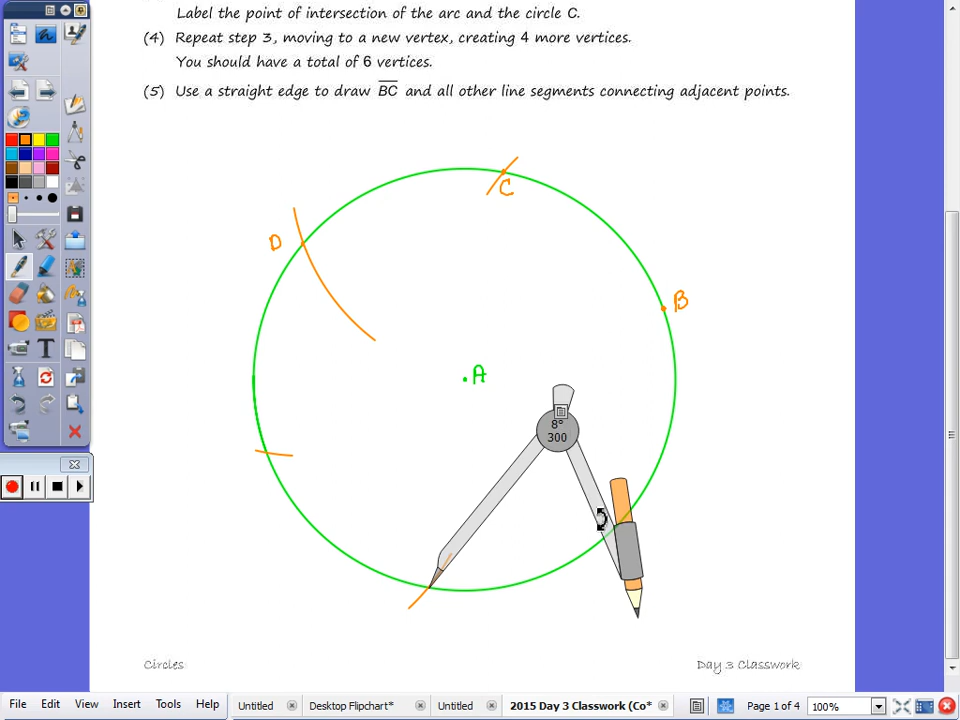 Label the point of intersection of the arc and the circle C.
(4) Repeat step 3, moving to a new vertex, creating 4 more vertices.
You should have a total of 6 vertices.
(5) Use a straight edge to draw BC and all other line segments connecting adjacent points.
C
D
B
A
8°
300
T
Circles
Day 3 Classwork
File Edit View Insert Tools Help Untitled Desktop Flipchart* Untitled 2015 Day 3 Classwork (Co* Page 1 of 4 100%